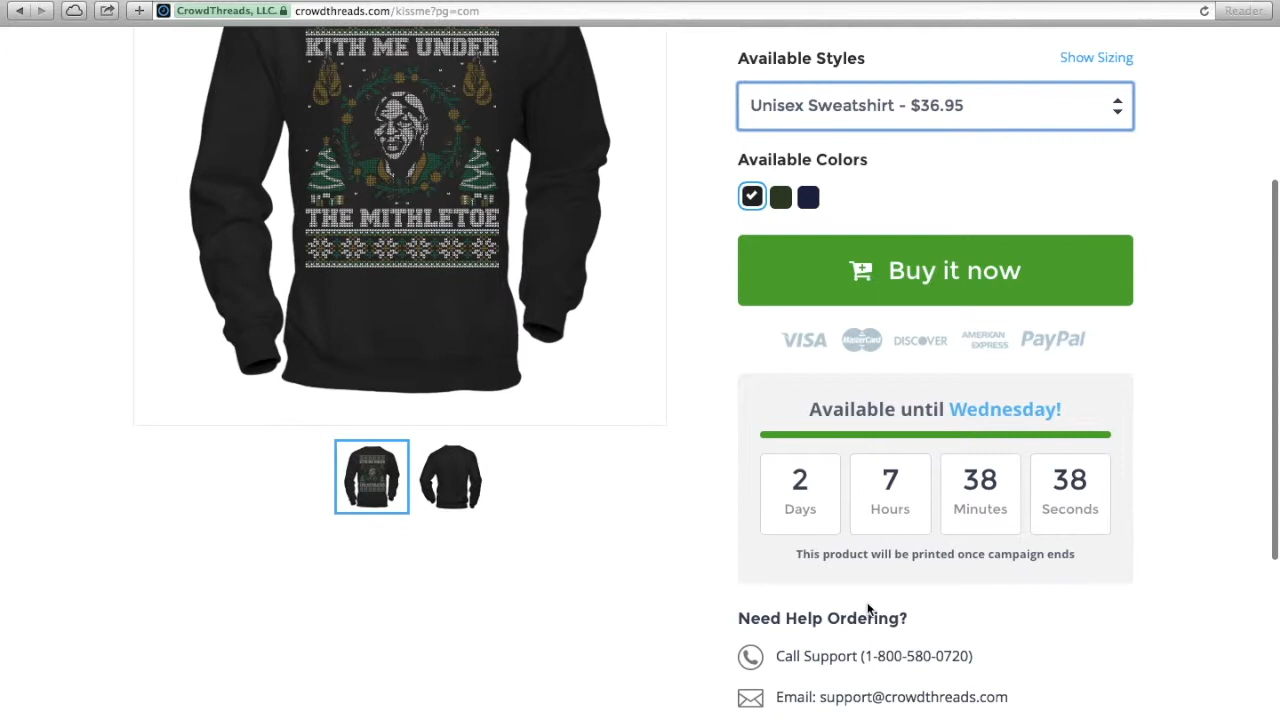 CrowdThreads, LLC. crowdthreads.com/kissme?pg=com Reader
KITH ME UNDER
THE MITHLETOE
Available Styles Show Sizing
Unisex Sweatshirt - $36.95
Available Colors
Buy it now
VISA MasterCard DISCOVER AMERICAN EXPRESS PayPal
Available until Wednesday!
2 7 38 38
Days Hours Minutes Seconds
This product will be printed once campaign ends
Need Help Ordering?
Call Support (1-800-580-0720)
Email: support@crowdthreads.com